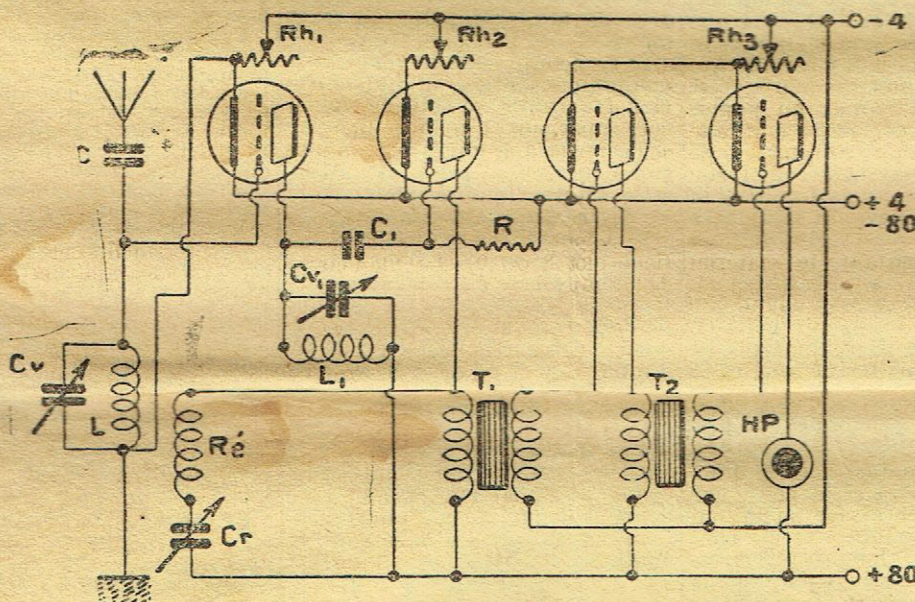 Rh₁
Rh₂
Rh₃
-4
C
+4
-80
C₁
R
Cv₁
Cv
L
L₁
T₁
T₂
HP
Ré
Cr
+80